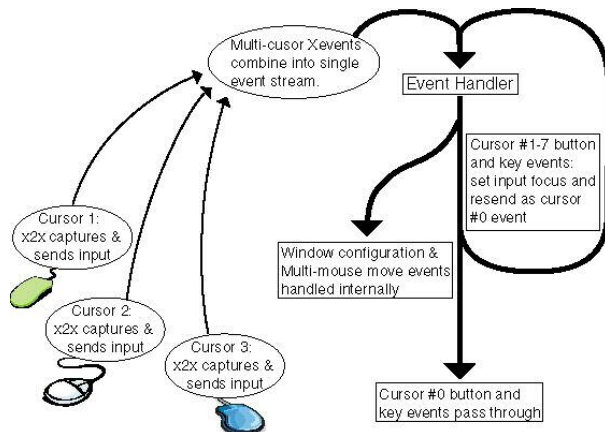 Multi-cusor Xevents
combine into single
event stream.
Event Handler
Cursor #1-7 button
and key events:
set input focus and
resend as cursor
#0 event
Cursor 1:
x2x captures &
sends input
Window configuration &
Multi-mouse move events
handled internally
Cursor 2:
x2x captures &
sends input
Cursor 3:
x2x captures &
sends input
Cursor #0 button and
key events pass through